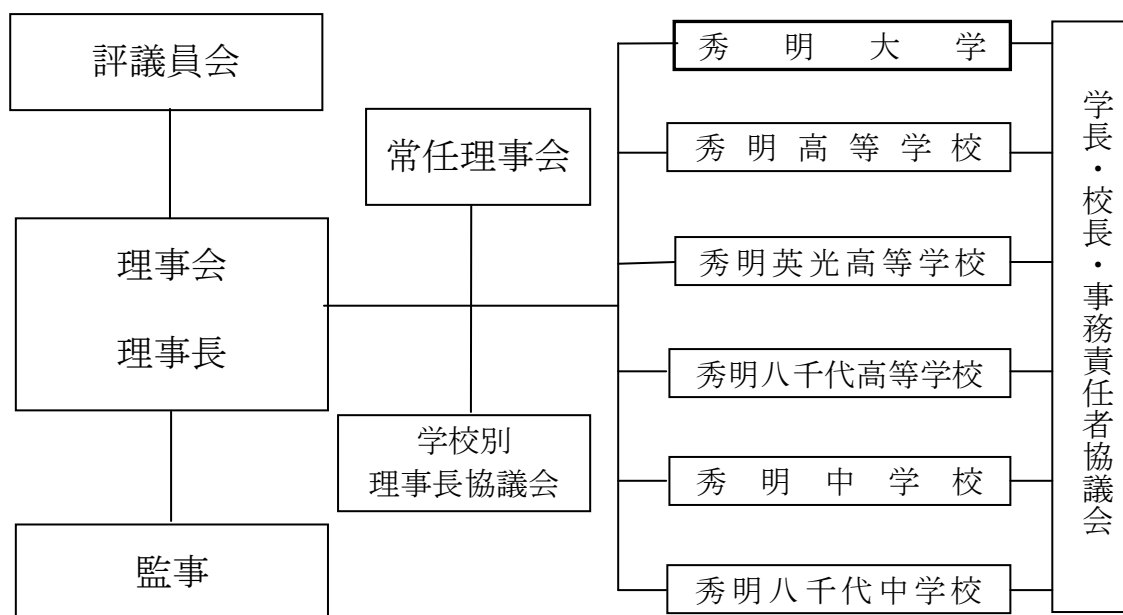 評議員会
理事会
理事長
監事
常任理事会
学校別
理事長協議会
秀明大学
秀明高等学校
秀明英光高等学校
秀明八千代高等学校
秀明中学校
秀明八千代中学校
学長・校長・事務責任者協議会